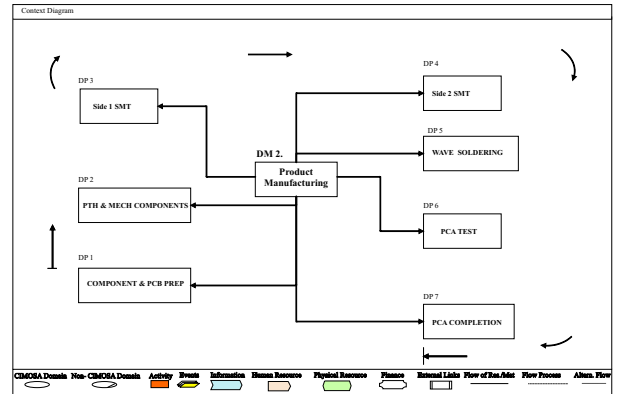 Context Diagram
DP 3
Side 1 SMT
DP 4
Side 2 SMT
DP 5
WAVE SOLDERING
DM 2.
Product
Manufacturing
DP 2
PTH & MECH COMPONENTS
DP 6
PCA TEST
DP 1
COMPONENT & PCB PREP
DP 7
PCA COMPLETION
CIMOSA Domain Non- CIMOSA Domain Activity Events Information Human Resource Physical Resource Finance External Links Flow of Res./Mat Flow Process Altern. Flow